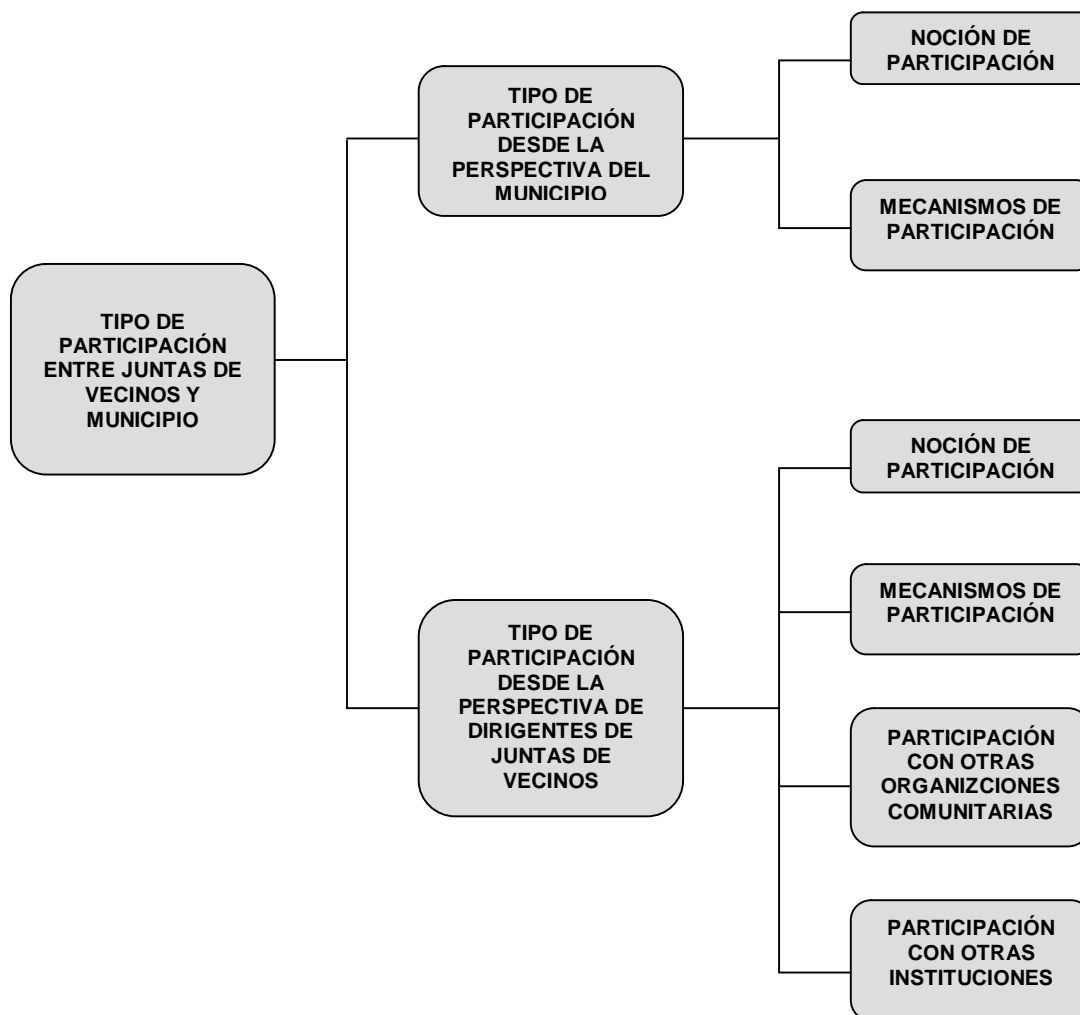 NOCIÓN DE
PARTICIPACIÓN
TIPO DE
PARTICIPACIÓN
DESDE LA
PERSPECTIVA DEL
MUNICIPIO
MECANISMOS DE
PARTICIPACIÓN
TIPO DE
PARTICIPACIÓN
ENTRE JUNTAS DE
VECINOS Y
MUNICIPIO
NOCIÓN DE
PARTICIPACIÓN
MECANISMOS DE
PARTICIPACIÓN
TIPO DE
PARTICIPACIÓN
DESDE LA
PERSPECTIVA DE
DIRIGENTES DE
JUNTAS DE
VECINOS
PARTICIPACIÓN
CON OTRAS
ORGANIZCIONES
COMUNITARIAS
PARTICIPACIÓN
CON OTRAS
INSTITUCIONES